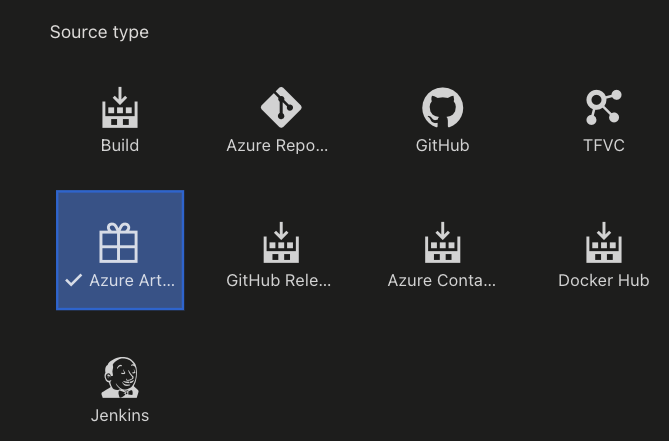 Source type
Build
Azure Repo...
GitHub
TFVC
Azure Art...
GitHub Rele...
Azure Conta...
Docker Hub
Jenkins